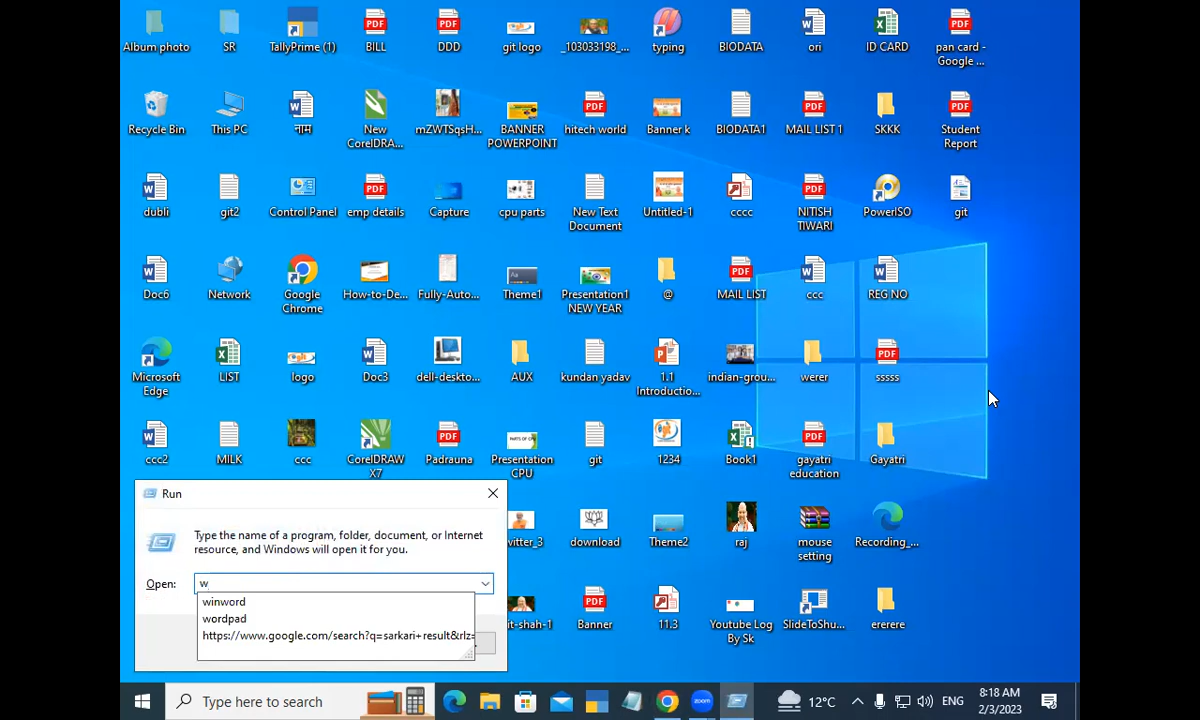 Album photo
SR
TallyPrime (1)
BILL
DDD
git logo
_103033198_...
typing
BIODATA
ori
ID CARD
pan card -
Google ...
Recycle Bin
This PC
नाम
New
CorelDRA...
mZWTSqsH...
BANNER
POWERPOINT
hitech world
Banner k
BIODATA1
MAIL LIST 1
SKKK
Student
Report
dubli
git2
Control Panel
emp details
Capture
cpu parts
New Text
Document
Untitled-1
cccc
NITISH
TIWARI
PowerISO
git
Doc6
Network
Google
Chrome
How-to-De...
Fully-Auto...
Theme1
Presentation1
NEW YEAR
@
MAIL LIST
ccc
REG NO
Microsoft
Edge
LIST
logo
Doc3
dell-deskto...
AUX
kundan yadav
1.1
Introductio...
indian-grou...
werer
sssss
ccc2
MILK
ccc
CorelDRAW
X7
Padrauna
Presentation
CPU
git
1234
Book1
gayatri
education
Gayatri
Run
Type the name of a program, folder, document, or Internet
resource, and Windows will open it for you.
Open:
w
winword
wordpad
https://www.google.com/search?q=sarkari+result&rlz=
witter_3
download
Theme2
raj
mouse
setting
Recording_...
it-shah-1
Banner
11.3
Youtube Log
By Sk
SlideToShu...
ererere
Type here to search
zoom
12°C
ENG
8:18 AM
2/3/2023